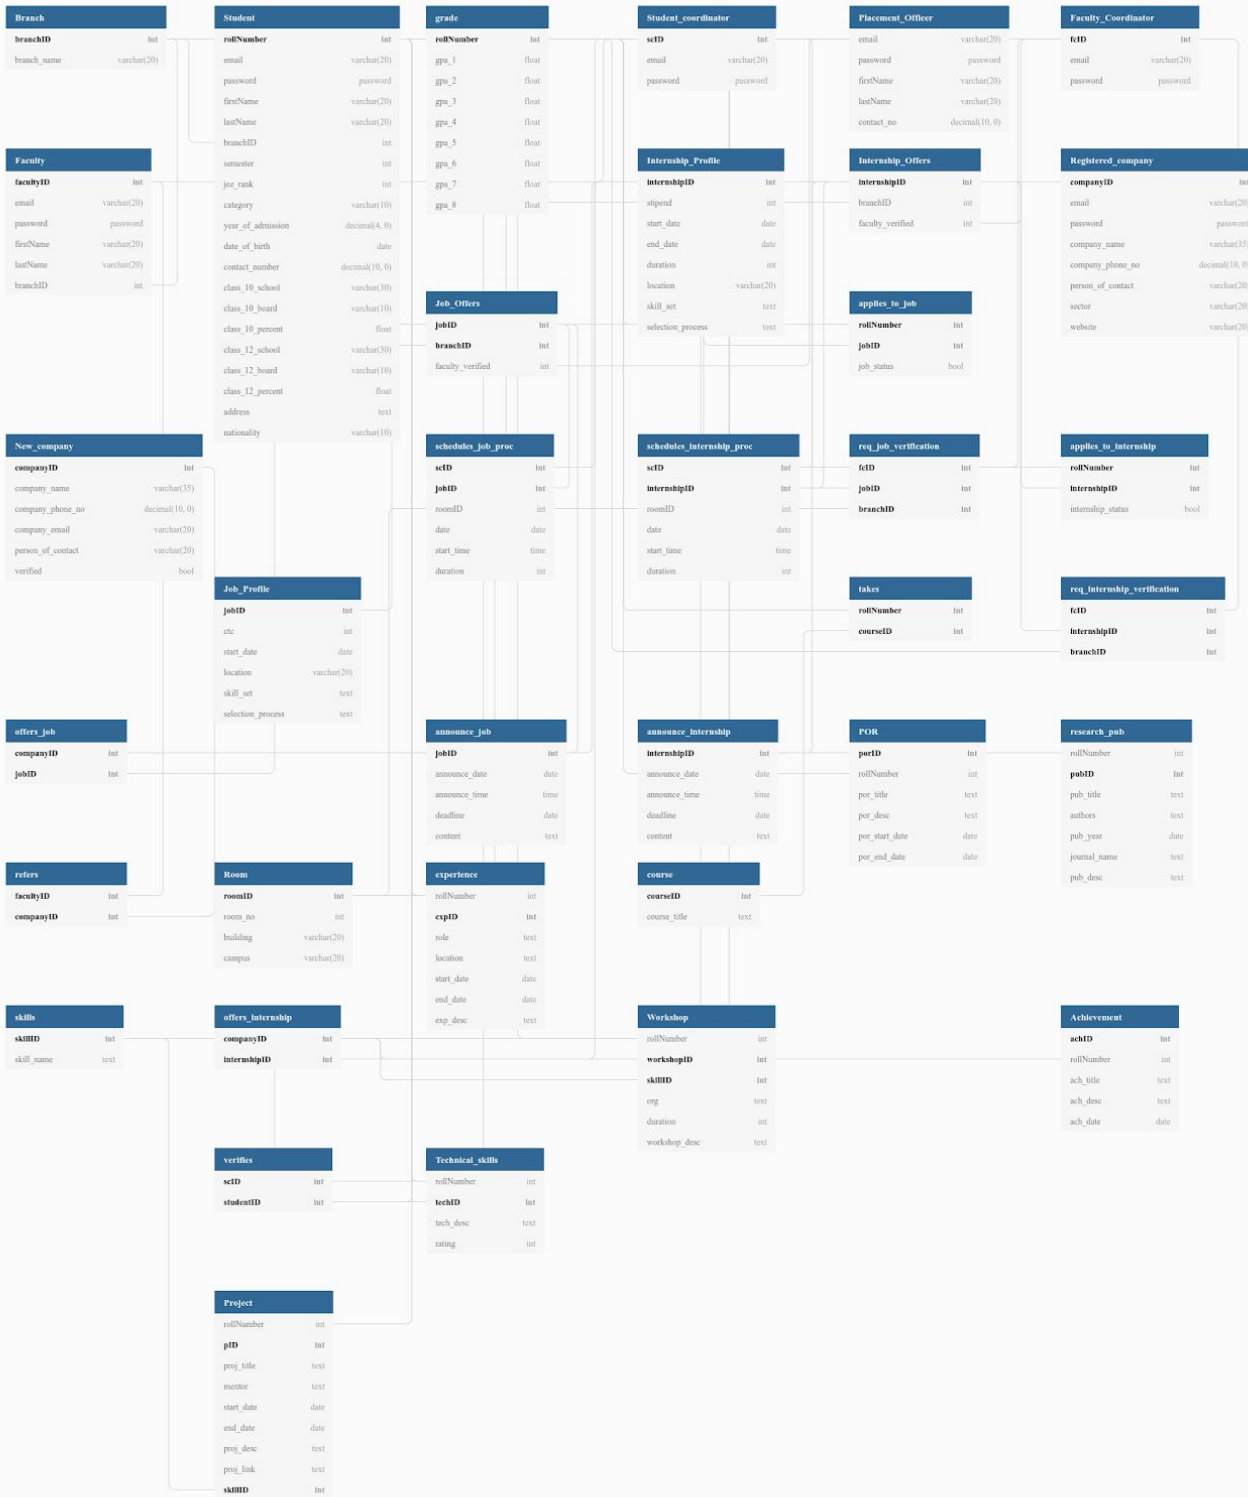 Branch
branchID int
branch_name varchar(20)
Student
rollNumber int
email varchar(20)
password password
firstName varchar(20)
lastName varchar(20)
branchID int
semester int
jee_rank int
category varchar(10)
year_of_admission decimal(4, 0)
date_of_birth date
contact_number decimal(10, 0)
class_10_school varchar(30)
class_10_board varchar(10)
class_10_percent float
class_12_school varchar(30)
class_12_board varchar(10)
class_12_percent float
address text
nationality varchar(10)
grade
rollNumber int
gpa_1 float
gpa_2 float
gpa_3 float
gpa_4 float
gpa_5 float
gpa_6 float
gpa_7 float
gpa_8 float
Student_coordinator
scID int
email varchar(20)
password password
Placement_Officer
email varchar(20)
password password
firstName varchar(20)
lastName varchar(20)
contact_no decimal(10, 0)
Faculty_Coordinator
fcID int
email varchar(20)
password password
Faculty
facultyID int
email varchar(20)
password password
firstName varchar(20)
lastName varchar(20)
branchID int
Internship_Profile
internshipID int
stipend int
start_date date
end_date date
duration int
location varchar(20)
skill_set text
selection_process text
Internship_Offers
internshipID int
branchID int
faculty_verified int
Registered_company
companyID int
email varchar(20)
password password
company_name varchar(35)
company_phone_no decimal(10, 0)
person_of_contact varchar(20)
sector varchar(20)
website varchar(20)
Job_Offers
jobID int
branchID int
faculty_verified int
applies_to_job
rollNumber int
jobID int
job_status bool
New_company
companyID int
company_name varchar(35)
company_phone_no decimal(10, 0)
company_email varchar(20)
person_of_contact varchar(20)
verified bool
schedules_job_proc
scID int
jobID int
roomID int
date date
start_time time
duration int
schedules_internship_proc
scID int
internshipID int
roomID int
date date
start_time time
duration int
req_job_verification
fcID int
jobID int
branchID int
applies_to_internship
rollNumber int
internshipID int
internship_status bool
Job_Profile
jobID int
ctc int
start_date date
location varchar(20)
skill_set text
selection_process text
takes
rollNumber int
courseID int
req_internship_verification
fcID int
internshipID int
branchID int
offers_job
companyID int
jobID int
announce_job
jobID int
announce_date date
announce_time time
deadline date
content text
announce_internship
internshipID int
announce_date date
announce_time time
deadline date
content text
POR
porID int
rollNumber int
por_title text
por_desc text
por_start_date date
por_end_date date
research_pub
rollNumber int
pubID int
pub_title text
authors text
pub_year date
journal_name text
pub_desc text
refers
facultyID int
companyID int
Room
roomID int
room_no int
building varchar(20)
campus varchar(20)
experience
rollNumber int
expID int
role text
location text
start_date date
end_date date
exp_desc text
course
courseID int
course_title text
skills
skillID int
skill_name text
offers_internship
companyID int
internshipID int
Workshop
rollNumber int
workshopID int
skillID int
org text
duration int
workshop_desc text
Achievement
achID int
rollNumber int
ach_title text
ach_desc text
ach_date date
verifies
scID int
studentID int
Technical_skills
rollNumber int
techID int
tech_desc text
rating int
Project
rollNumber int
pID int
proj_title text
mentor text
start_date date
end_date date
proj_desc text
proj_link text
skillID int